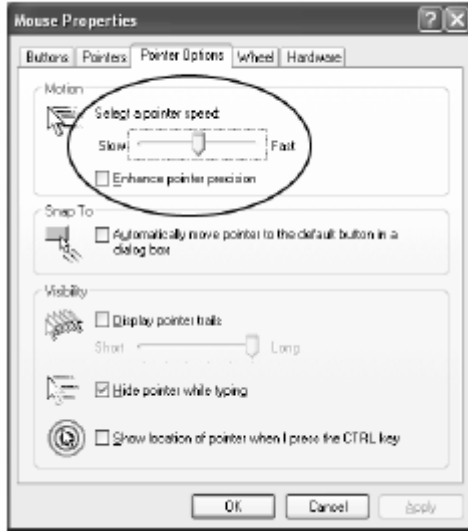 Mouse Properties
Buttons Pointers Pointer Options Wheel Hardware
Motion
Select a pointer speed:
Slow Fast
Enhance pointer precision
Snap To
Automatically move pointer to the default button in a
dialog box
Visibility
Display pointer trails
Short Long
Hide pointer while typing
Show location of pointer when I press the CTRL key
OK Cancel Apply